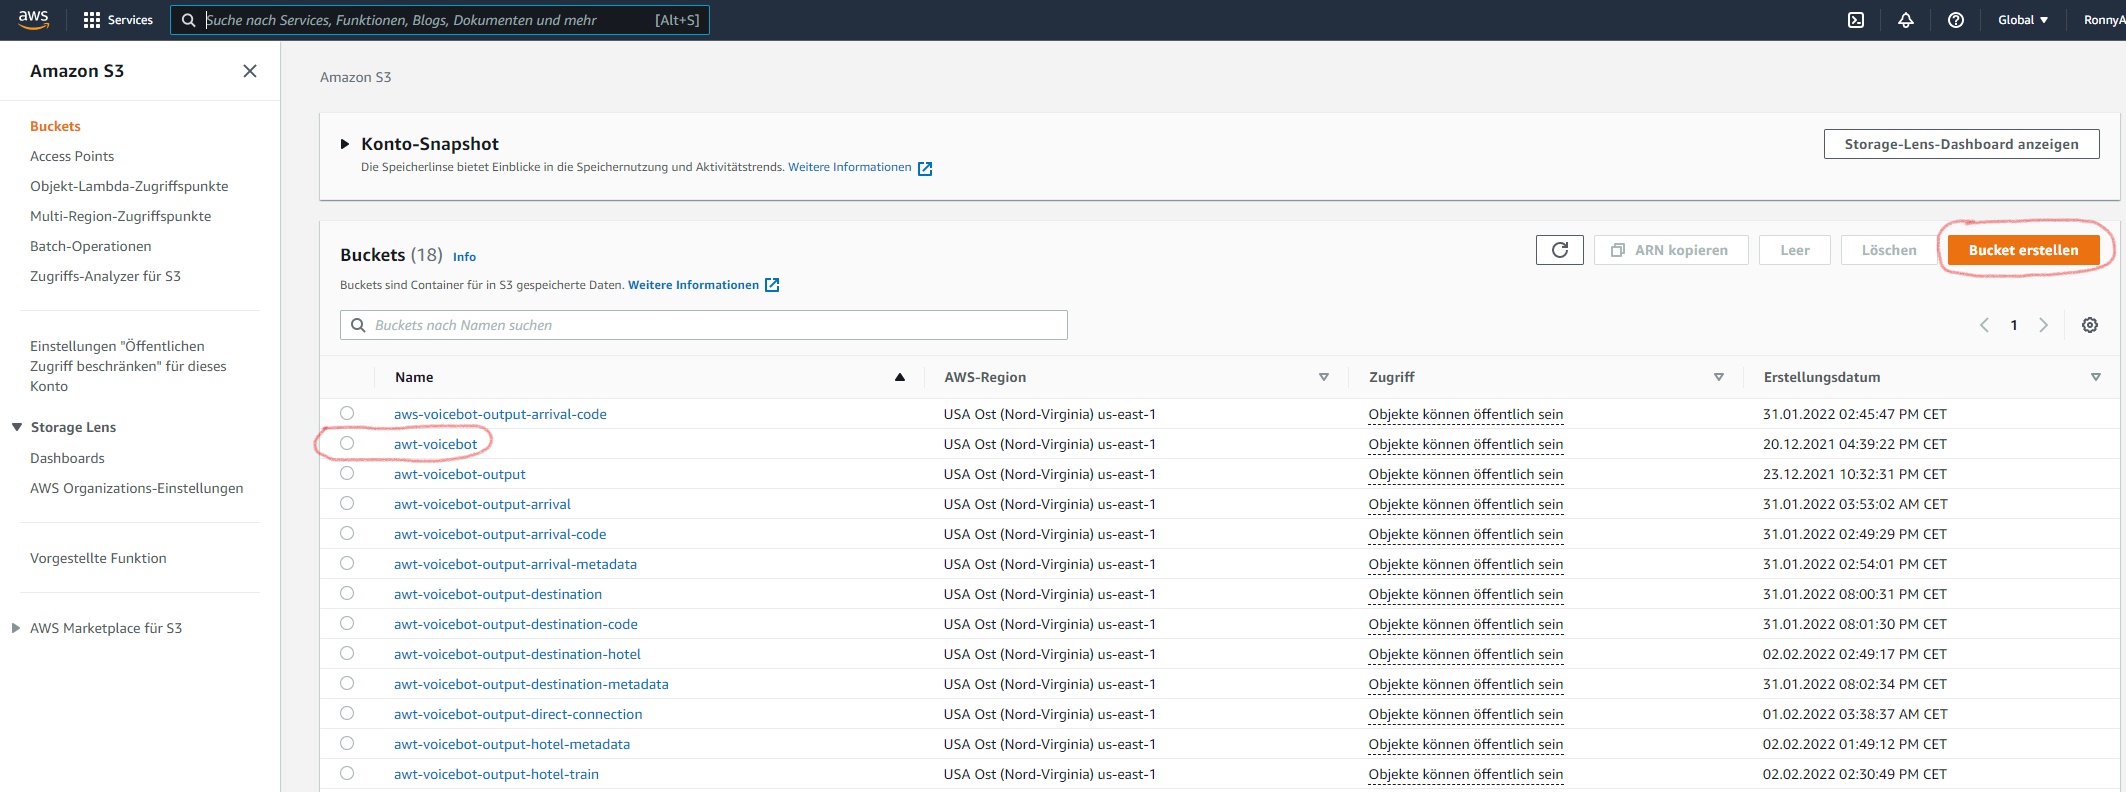 aws Services Suche nach Services, Funktionen, Blogs, Dokumenten und mehr [Alt+S] Global ▼ RonnyA
Amazon S3
Buckets
Access Points
Objekt-Lambda-Zugriffspunkte
Multi-Region-Zugriffspunkte
Batch-Operationen
Zugriffs-Analyzer für S3
Einstellungen "Öffentlichen
Zugriff beschränken" für dieses
Konto
Storage Lens
Dashboards
AWS Organizations-Einstellungen
Vorgestellte Funktion
AWS Marketplace für S3
Amazon S3
Konto-Snapshot
Die Speicherlinse bietet Einblicke in die Speichernutzung und Aktivitätstrends. Weitere Informationen
Storage-Lens-Dashboard anzeigen
Buckets (18) Info
ARN kopieren Leer Löschen Bucket erstellen
Buckets sind Container für in S3 gespeicherte Daten. Weitere Informationen
Buckets nach Namen suchen
1
Name AWS-Region Zugriff Erstellungsdatum
aws-voicebot-output-arrival-code USA Ost (Nord-Virginia) us-east-1 Objekte können öffentlich sein 31.01.2022 02:45:47 PM CET
awt-voicebot USA Ost (Nord-Virginia) us-east-1 Objekte können öffentlich sein 20.12.2021 04:39:22 PM CET
awt-voicebot-output USA Ost (Nord-Virginia) us-east-1 Objekte können öffentlich sein 23.12.2021 10:32:31 PM CET
awt-voicebot-output-arrival USA Ost (Nord-Virginia) us-east-1 Objekte können öffentlich sein 31.01.2022 03:53:02 AM CET
awt-voicebot-output-arrival-code USA Ost (Nord-Virginia) us-east-1 Objekte können öffentlich sein 31.01.2022 02:49:29 PM CET
awt-voicebot-output-arrival-metadata USA Ost (Nord-Virginia) us-east-1 Objekte können öffentlich sein 31.01.2022 02:54:01 PM CET
awt-voicebot-output-destination USA Ost (Nord-Virginia) us-east-1 Objekte können öffentlich sein 31.01.2022 08:00:31 PM CET
awt-voicebot-output-destination-code USA Ost (Nord-Virginia) us-east-1 Objekte können öffentlich sein 31.01.2022 08:01:30 PM CET
awt-voicebot-output-destination-hotel USA Ost (Nord-Virginia) us-east-1 Objekte können öffentlich sein 02.02.2022 02:49:17 PM CET
awt-voicebot-output-destination-metadata USA Ost (Nord-Virginia) us-east-1 Objekte können öffentlich sein 31.01.2022 08:02:34 PM CET
awt-voicebot-output-direct-connection USA Ost (Nord-Virginia) us-east-1 Objekte können öffentlich sein 01.02.2022 03:38:37 AM CET
awt-voicebot-output-hotel-metadata USA Ost (Nord-Virginia) us-east-1 Objekte können öffentlich sein 02.02.2022 01:49:12 PM CET
awt-voicebot-output-hotel-train USA Ost (Nord-Virginia) us-east-1 Objekte können öffentlich sein 02.02.2022 02:30:49 PM CET